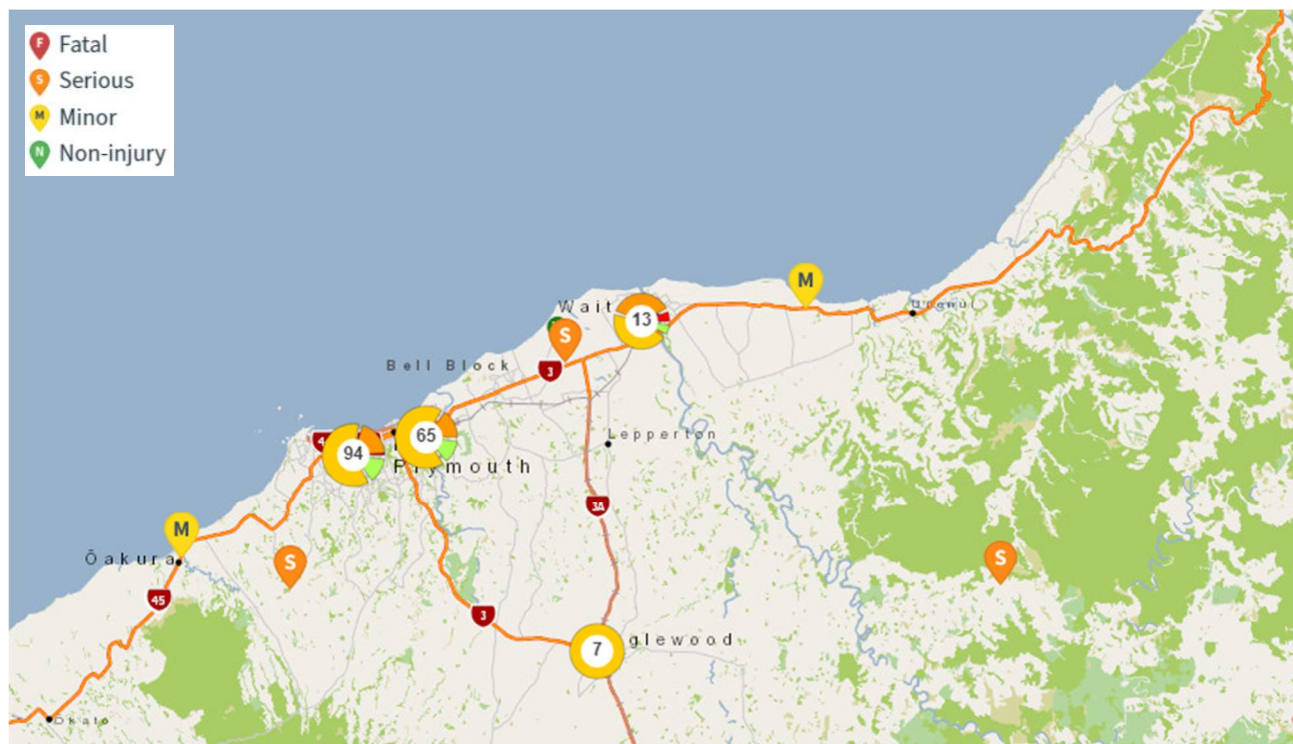 F Fatal
S Serious
M Minor
N Non-injury
M
Wait
13
S
3
Bell Block
65
94
Plymouth
Lepperton
3A
M
Ōakura
S
S
45
3
7
glewood
Okato